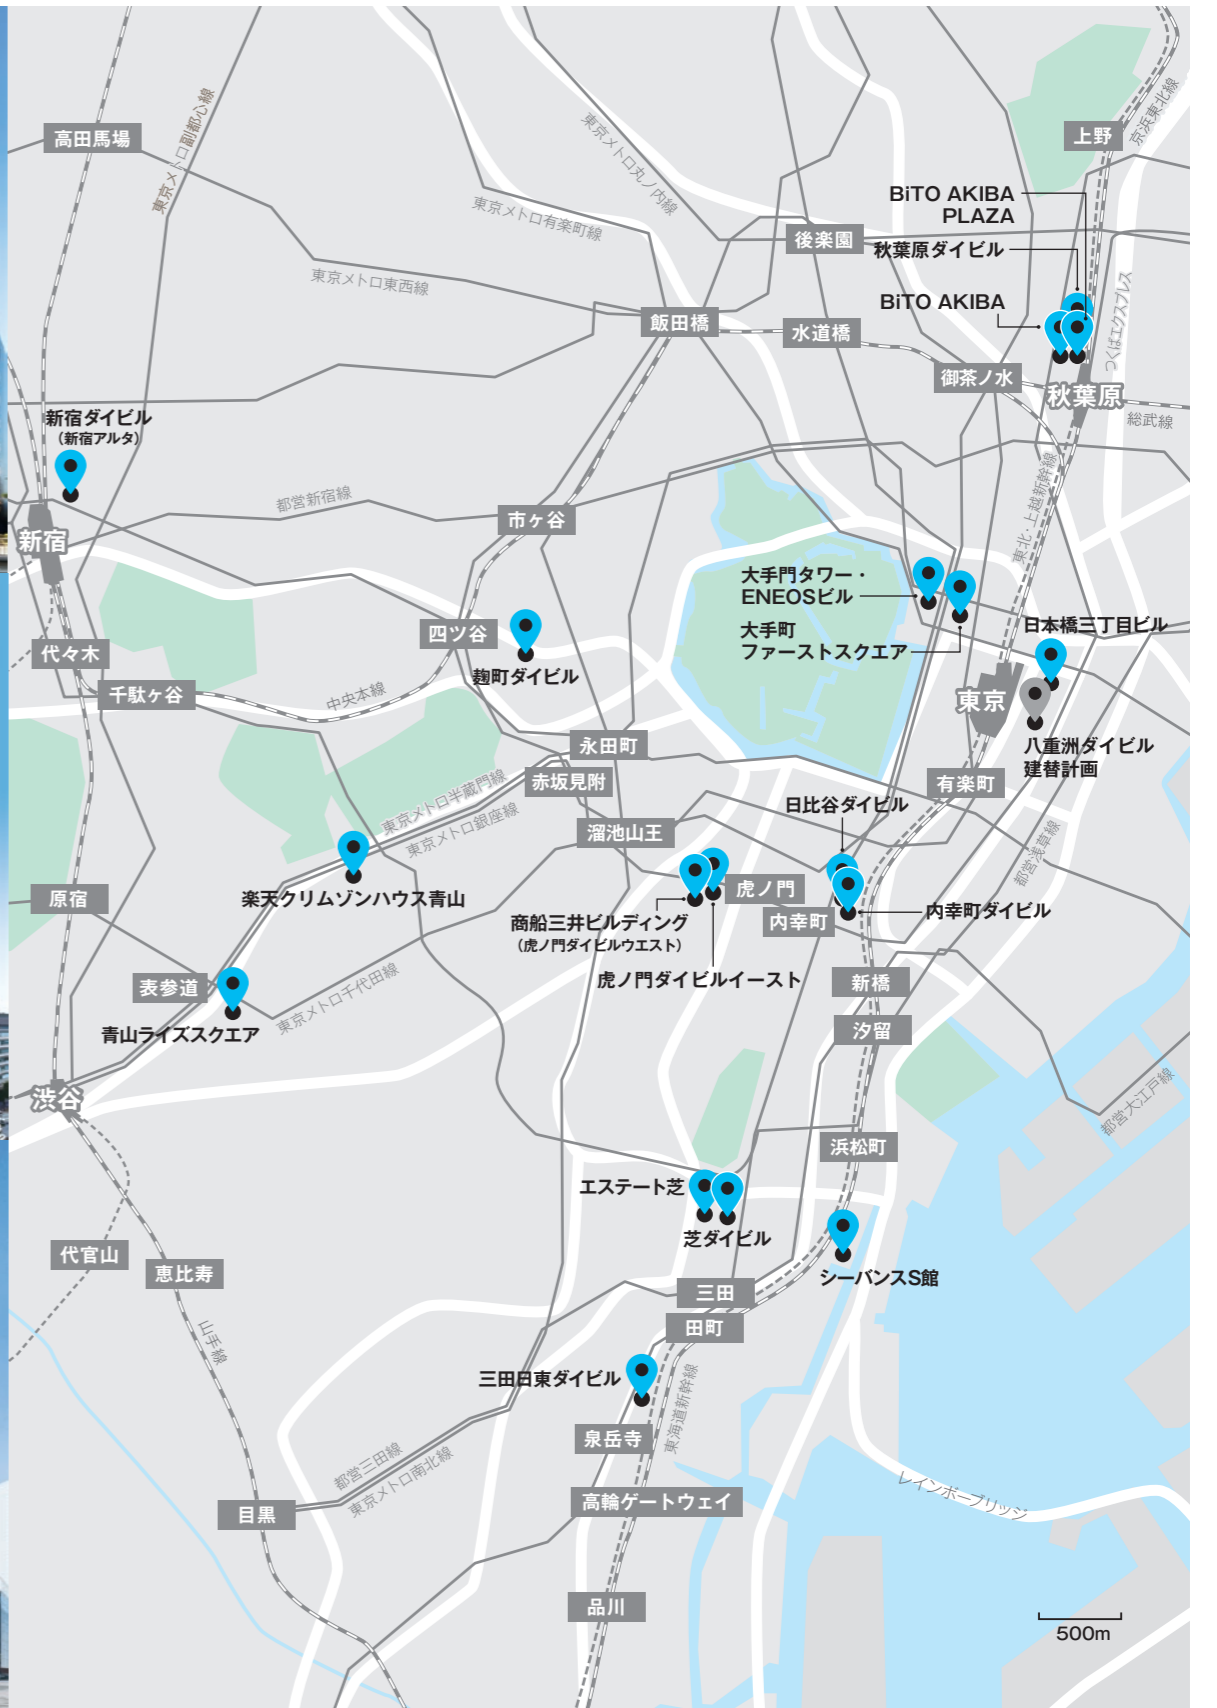 高田馬場
東京メトロ副都心線
東京メトロ丸ノ内線
上野
京浜東北線
BiTO AKIBA
PLAZA
東京メトロ有楽町線
後楽園
秋葉原ダイビル
東京メトロ東西線
BiTO AKIBA
つくばエクスプレス
飯田橋
水道橋
御茶ノ水
秋葉原
総武線
新宿ダイビル
（新宿アルタ）
都営新宿線
市ヶ谷
東北・上越新幹線
新宿
大手門タワー・
ENEOSビル
大手町
ファーストスクエア
日本橋三丁目ビル
四ツ谷
代々木
麹町ダイビル
千駄ヶ谷
中央本線
東京
永田町
八重洲ダイビル
建替計画
赤坂見附
有楽町
東京メトロ半蔵門線
東京メトロ銀座線
日比谷ダイビル
溜池山王
都営浅草線
原宿
楽天クリムゾンハウス青山
虎ノ門
商船三井ビルディング
（虎ノ門ダイビルウエスト）
内幸町
内幸町ダイビル
虎ノ門ダイビルイースト
表参道
東京メトロ千代田線
新橋
青山ライズスクエア
汐留
渋谷
都営大江戸線
浜松町
エステート芝
芝ダイビル
代官山
恵比寿
シーバンスS館
三田
田町
山手線
三田日東ダイビル
東海道新幹線
泉岳寺
都営三田線
東京メトロ南北線
目黒
高輪ゲートウェイ
レインボーブリッジ
品川
500m